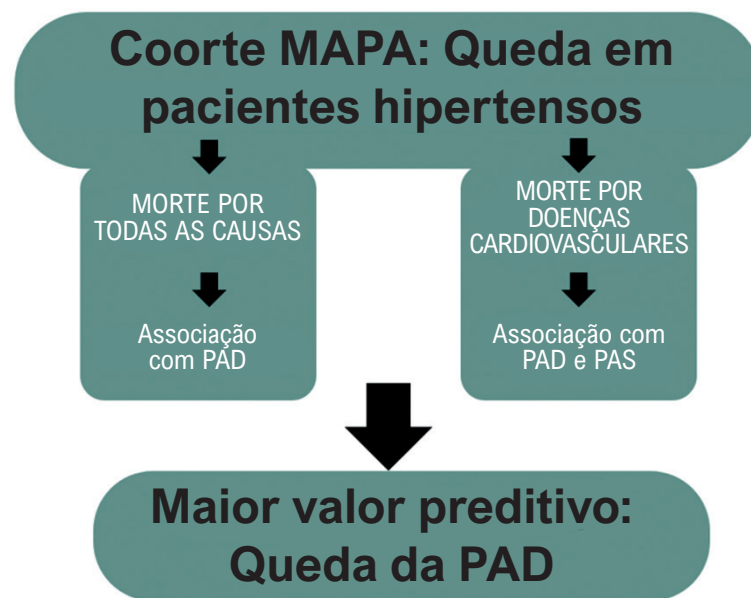 Coorte MAPA: Queda em
pacientes hipertensos
MORTE POR
TODAS AS CAUSAS
Associação
com PAD
MORTE POR
DOENÇAS
CARDIOVASCULARES
Associação com
PAD e PAS
Maior valor preditivo:
Queda da PAD